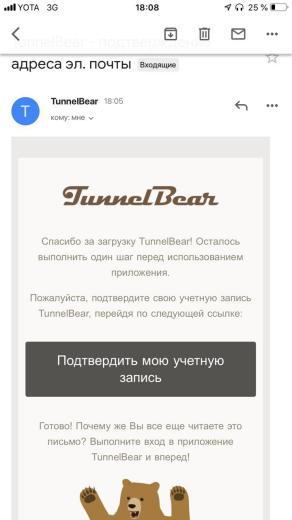 YOTA 3G 18:08 25 %
TunnelBear - подтверждение
адреса эл. почты Входящие
T TunnelBear 18:05
кому: мне
TunnelBear
Спасибо за загрузку TunnelBear! Осталось
выполнить один шаг перед использованием
приложения.
Пожалуйста, подтвердите свою учетную запись
TunnelBear, перейдя по следующей ссылке:
Подтвердить мою учетную
запись
Готово! Почему же Вы все еще читаете это
письмо? Выполните вход в приложение
TunnelBear и вперед!